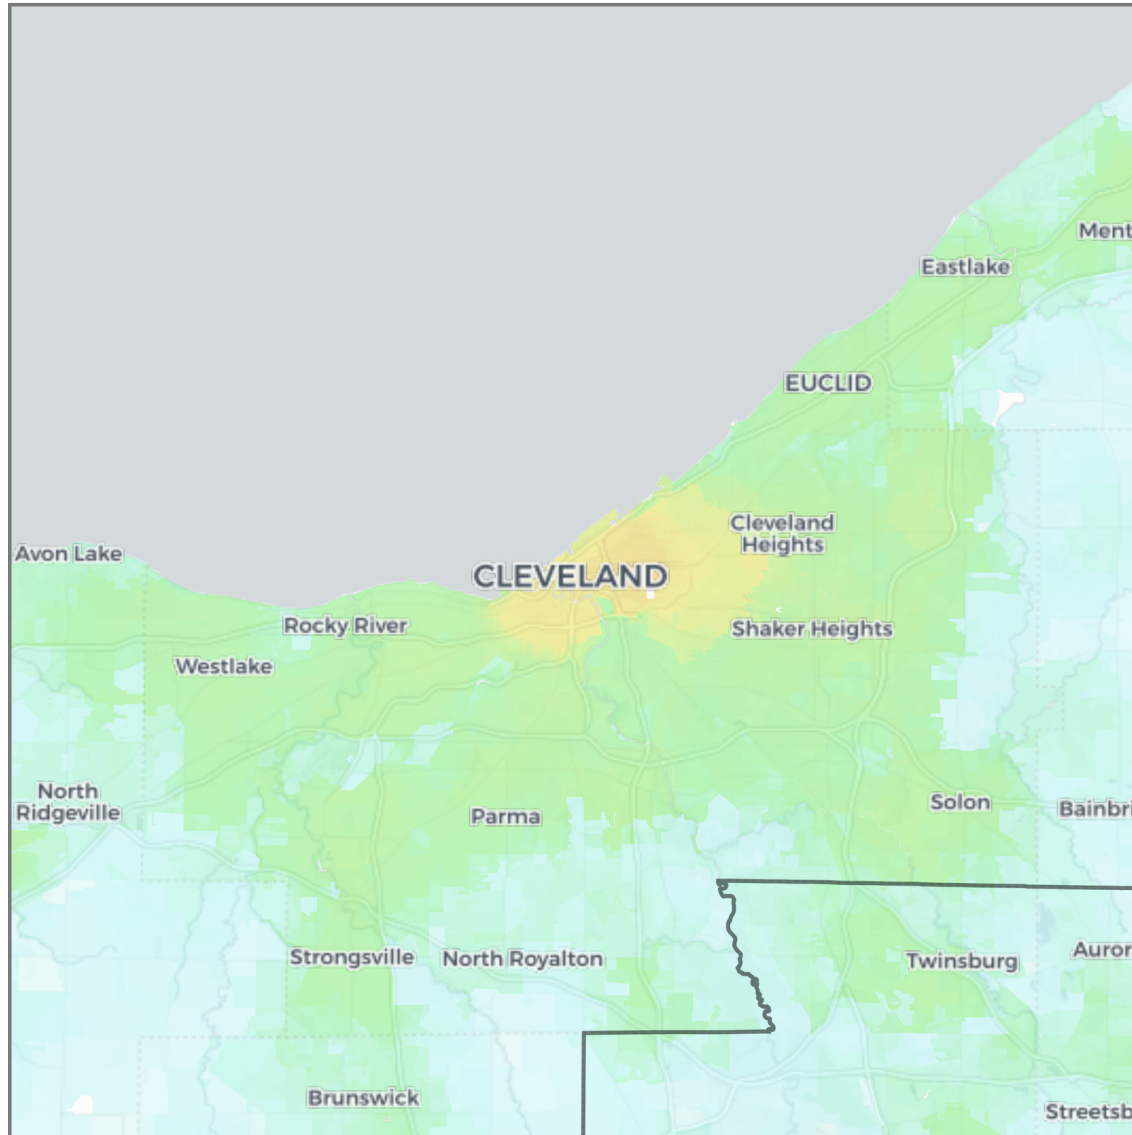 Ment
Eastlake
EUCLID
Cleveland
Heights
Avon Lake
CLEVELAND
Rocky River
Shaker Heights
Westlake
North
Ridgeville
Solon
Bainbri
Parma
Strongsville
North Royalton
Twinsburg
Auror
Brunswick
Streetsb